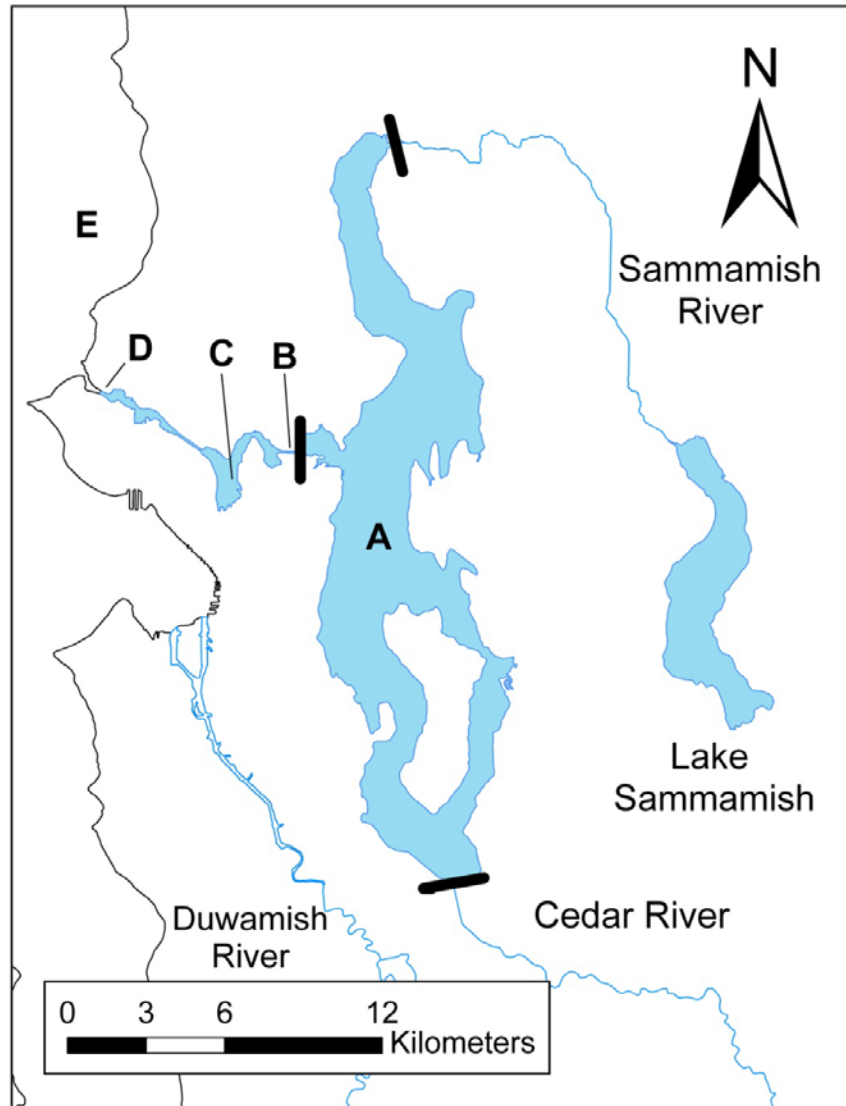 N
E
Sammamish
River
D
C
B
A
Lake
Sammamish
Duwamish
River
Cedar River
0 3 6 12
Kilometers